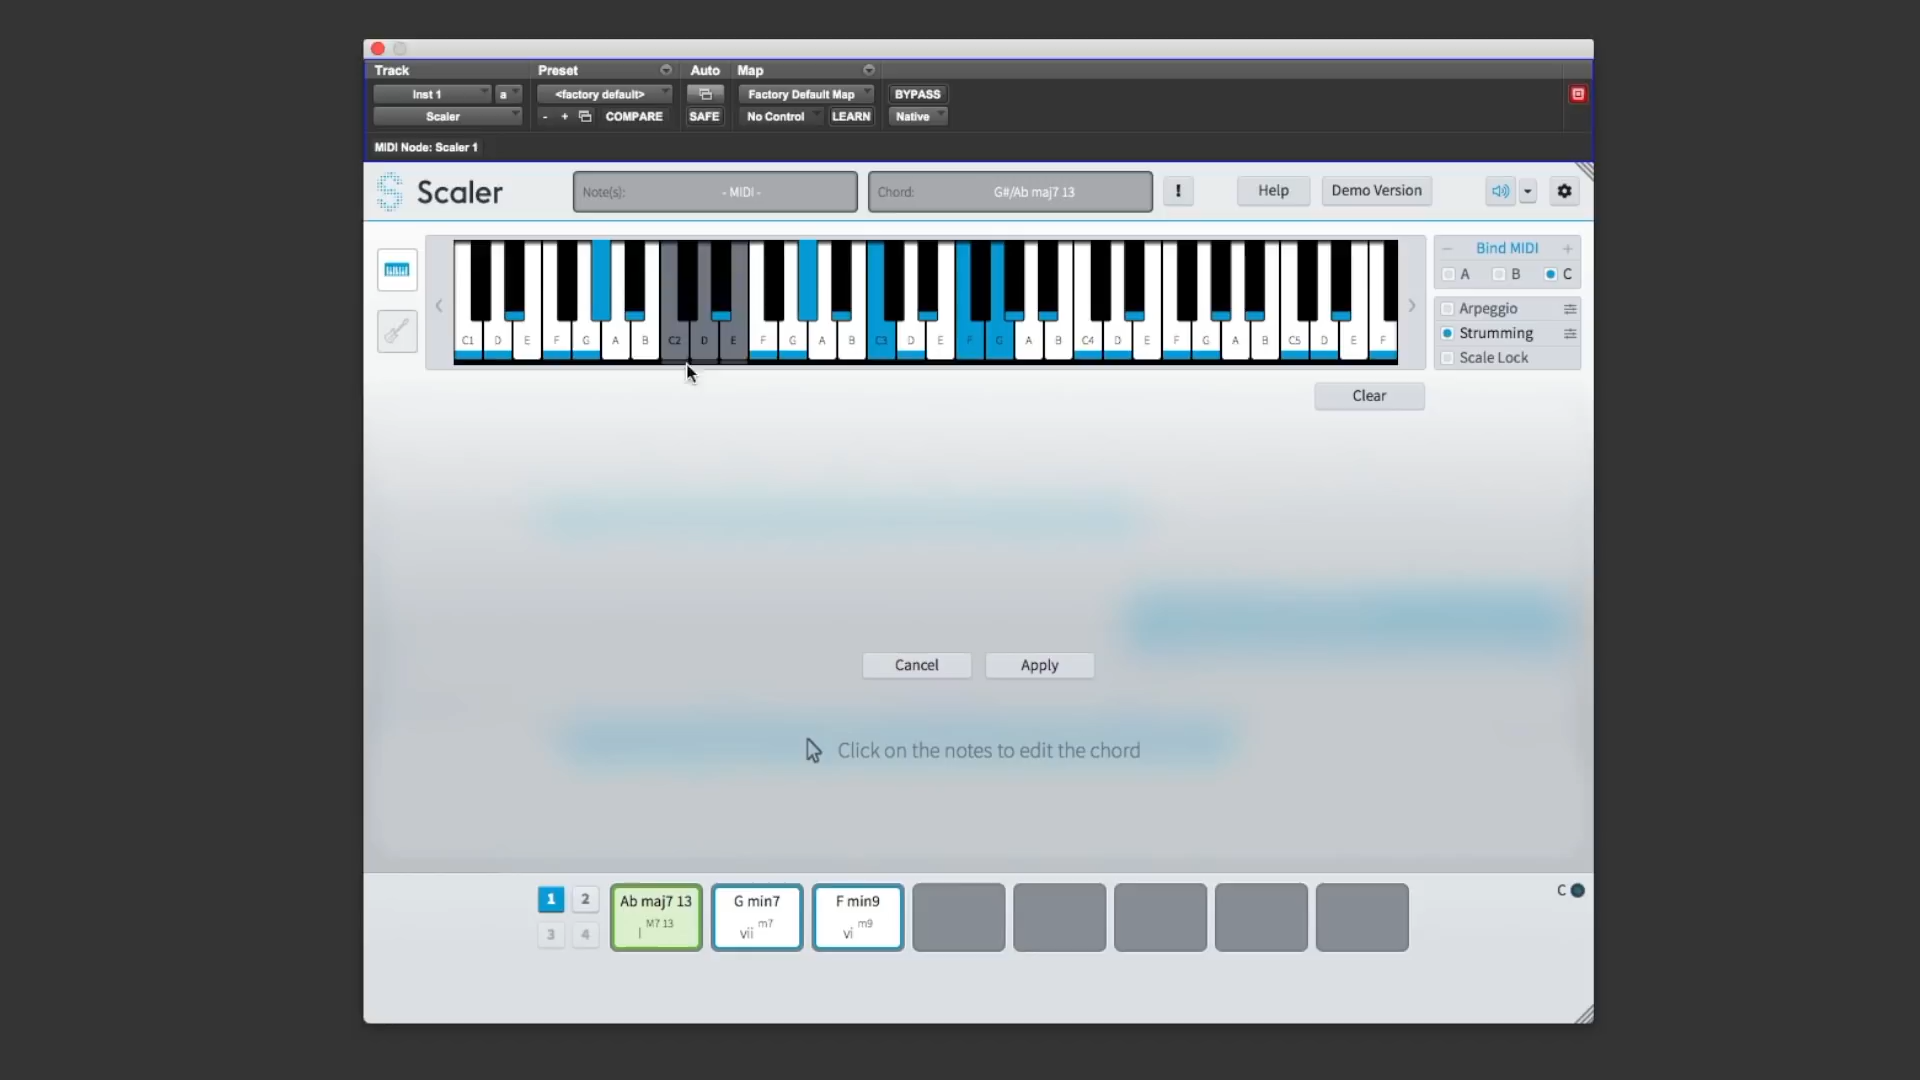 Track Preset Auto Map
Inst 1 a <factory default> Factory Default Map BYPASS
Scaler - + COMPARE SAFE No Control LEARN Native
MIDI Node: Scaler 1
Scaler Note(s): - MIDI - Chord: G#/Ab maj7 13 ! Help Demo Version
− Bind MIDI +
A B C
Arpeggio
Strumming
Scale Lock
C1 D E F G A B C2 D E F G A B C3 D E F G A B C4 D E F G A B C5 D E F
Clear
Cancel Apply
Click on the notes to edit the chord
1 2
3 4
Ab maj7 13
I M7 13
G min7
vii m7
F min9
vi m9
C